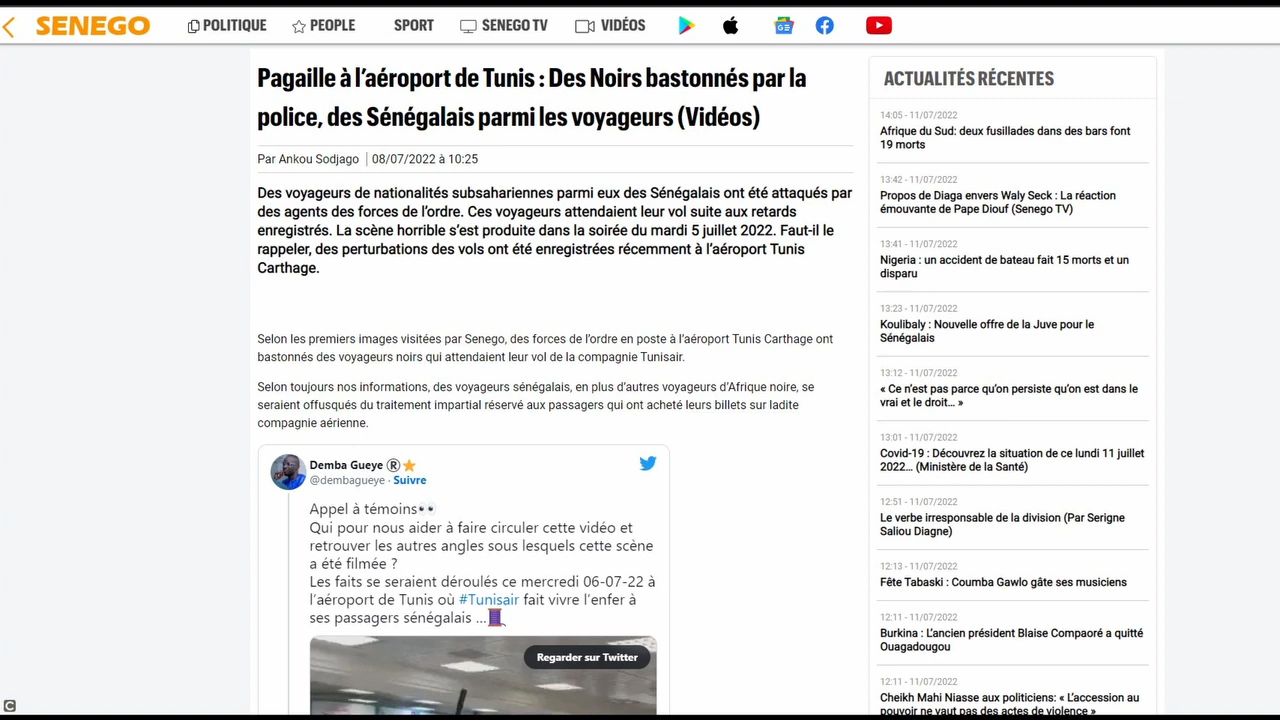 SENEGO
POLITIQUE
PEOPLE
SPORT
SENEGO TV
VIDÉOS
Pagaille à l’aéroport de Tunis : Des Noirs bastonnés par la
police, des Sénégalais parmi les voyageurs (Vidéos)
Par Ankou Sodjago | 08/07/2022 à 10:25
Des voyageurs de nationalités subsahariennes parmi eux des Sénégalais ont été attaqués par
des agents des forces de l’ordre. Ces voyageurs attendaient leur vol suite aux retards
enregistrés. La scène horrible s’est produite dans la soirée du mardi 5 juillet 2022. Faut-il le
rappeler, des perturbations des vols ont été enregistrées récemment à l’aéroport Tunis
Carthage.
Selon les premiers images visitées par Senego, des forces de l’ordre en poste à l’aéroport Tunis Carthage ont
bastonnés des voyageurs noirs qui attendaient leur vol de la compagnie Tunisair.
Selon toujours nos informations, des voyageurs sénégalais, en plus d’autres voyageurs d’Afrique noire, se
seraient offusqués du traitement impartial réservé aux passagers qui ont acheté leurs billets sur ladite
compagnie aérienne.
Demba Gueye ®⭐
@dembagueye · Suivre
Appel à témoins👀
Qui pour nous aider à faire circuler cette vidéo et
retrouver les autres angles sous lesquels cette scène
a été filmée ?
Les faits se seraient déroulés ce mercredi 06-07-22 à
l’aéroport de Tunis où #Tunisair fait vivre l’enfer à
ses passagers sénégalais ...🧵
Regarder sur Twitter
ACTUALITÉS RÉCENTES
14:05 - 11/07/2022
Afrique du Sud: deux fusillades dans des bars font
19 morts
13:42 - 11/07/2022
Propos de Diaga envers Waly Seck : La réaction
émouvante de Pape Diouf (Senego TV)
13:41 - 11/07/2022
Nigeria : un accident de bateau fait 15 morts et un
disparu
13:23 - 11/07/2022
Koulibaly : Nouvelle offre de la Juve pour le
Sénégalais
13:12 - 11/07/2022
« Ce n’est pas parce qu’on persiste qu’on est dans le
vrai et le droit… »
13:01 - 11/07/2022
Covid-19 : Découvrez la situation de ce lundi 11 juillet
2022… (Ministère de la Santé)
12:51 - 11/07/2022
Le verbe irresponsable de la division (Par Serigne
Saliou Diagne)
12:13 - 11/07/2022
Fête Tabaski : Coumba Gawlo gâte ses musiciens
12:11 - 11/07/2022
Burkina : L’ancien président Blaise Compaoré a quitté
Ouagadougou
12:11 - 11/07/2022
Cheikh Mahi Niasse aux politiciens: « L’accession au
pouvoir ne vaut pas des actes de violence »